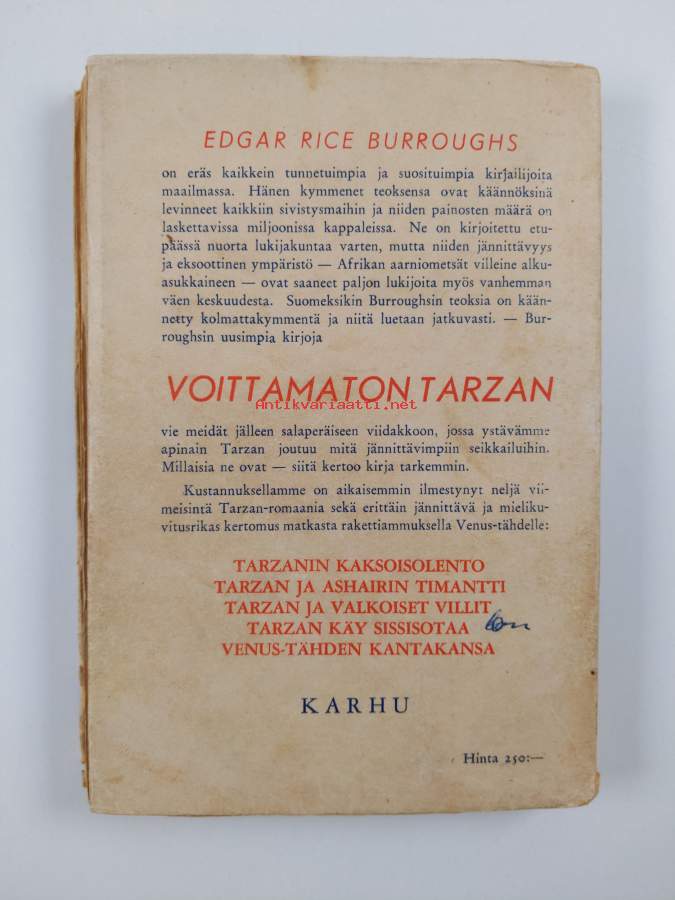 EDGAR RICE BURROUGHS
on eräs kaikkein tunnetuimpia ja suosituimpia kirjailijoita
maailmassa. Hänen kymmenet teoksensa ovat käännöksinä
levinneet kaikkiin sivistysmaihin ja niiden painosten määrä on
laskettavissa miljoonissa kappaleissa. Ne on kirjoitettu etu-
päässä nuorta lukijakuntaa varten, mutta niiden jännittävyys
ja eksoottinen ympäristö — Afrikan aarniometsät villeine alku-
asukkaineen — ovat saaneet paljon lukijoita myös vanhemman
väen keskuudesta. Suomeksikin Burroughsin teoksia on kään-
netty kolmattakymmentä ja niitä luetaan jatkuvasti. — Bur-
roughsin uusimpia kirjoja
VOITTAMATON TARZAN
Antikvariaatti.net
vie meidät jälleen salaperäiseen viidakkoon, jossa ystävämme
apinain Tarzan joutuu mitä jännittävimpiin seikkailuihin.
Millaisia ne ovat — siitä kertoo kirja tarkemmin.
Kustannuksellamme on aikaisemmin ilmestynyt neljä vii-
meisintä Tarzan-romaania sekä erittäin jännittävä ja mieliku-
vitusrikas kertomus matkasta rakettiammuksella Venus-tähdelle:
TARZANIN KAKSOISOLENTO
TARZAN JA ASHAIRIN TIMANTTI
TARZAN JA VALKOISET VILLIT
TARZAN KÄY SISSISOTAA
VENUS-TÄHDEN KANTAKANSA
KARHU
Hinta 250:—